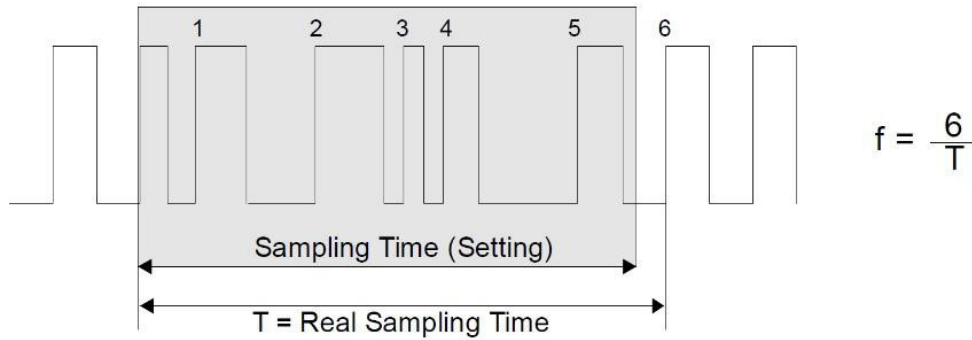 1 2 3 4 5 6
f = 6
T
Sampling Time (Setting)
T = Real Sampling Time